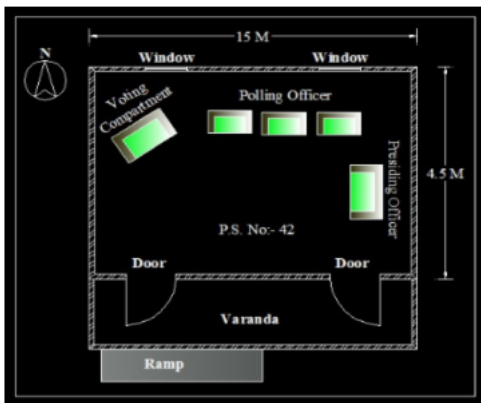 15 M
N
Window
Window
Voting
Compartment
Polling Officer
Presiding Officer
4.5 M
P.S. No:- 42
Door
Door
Varanda
Ramp